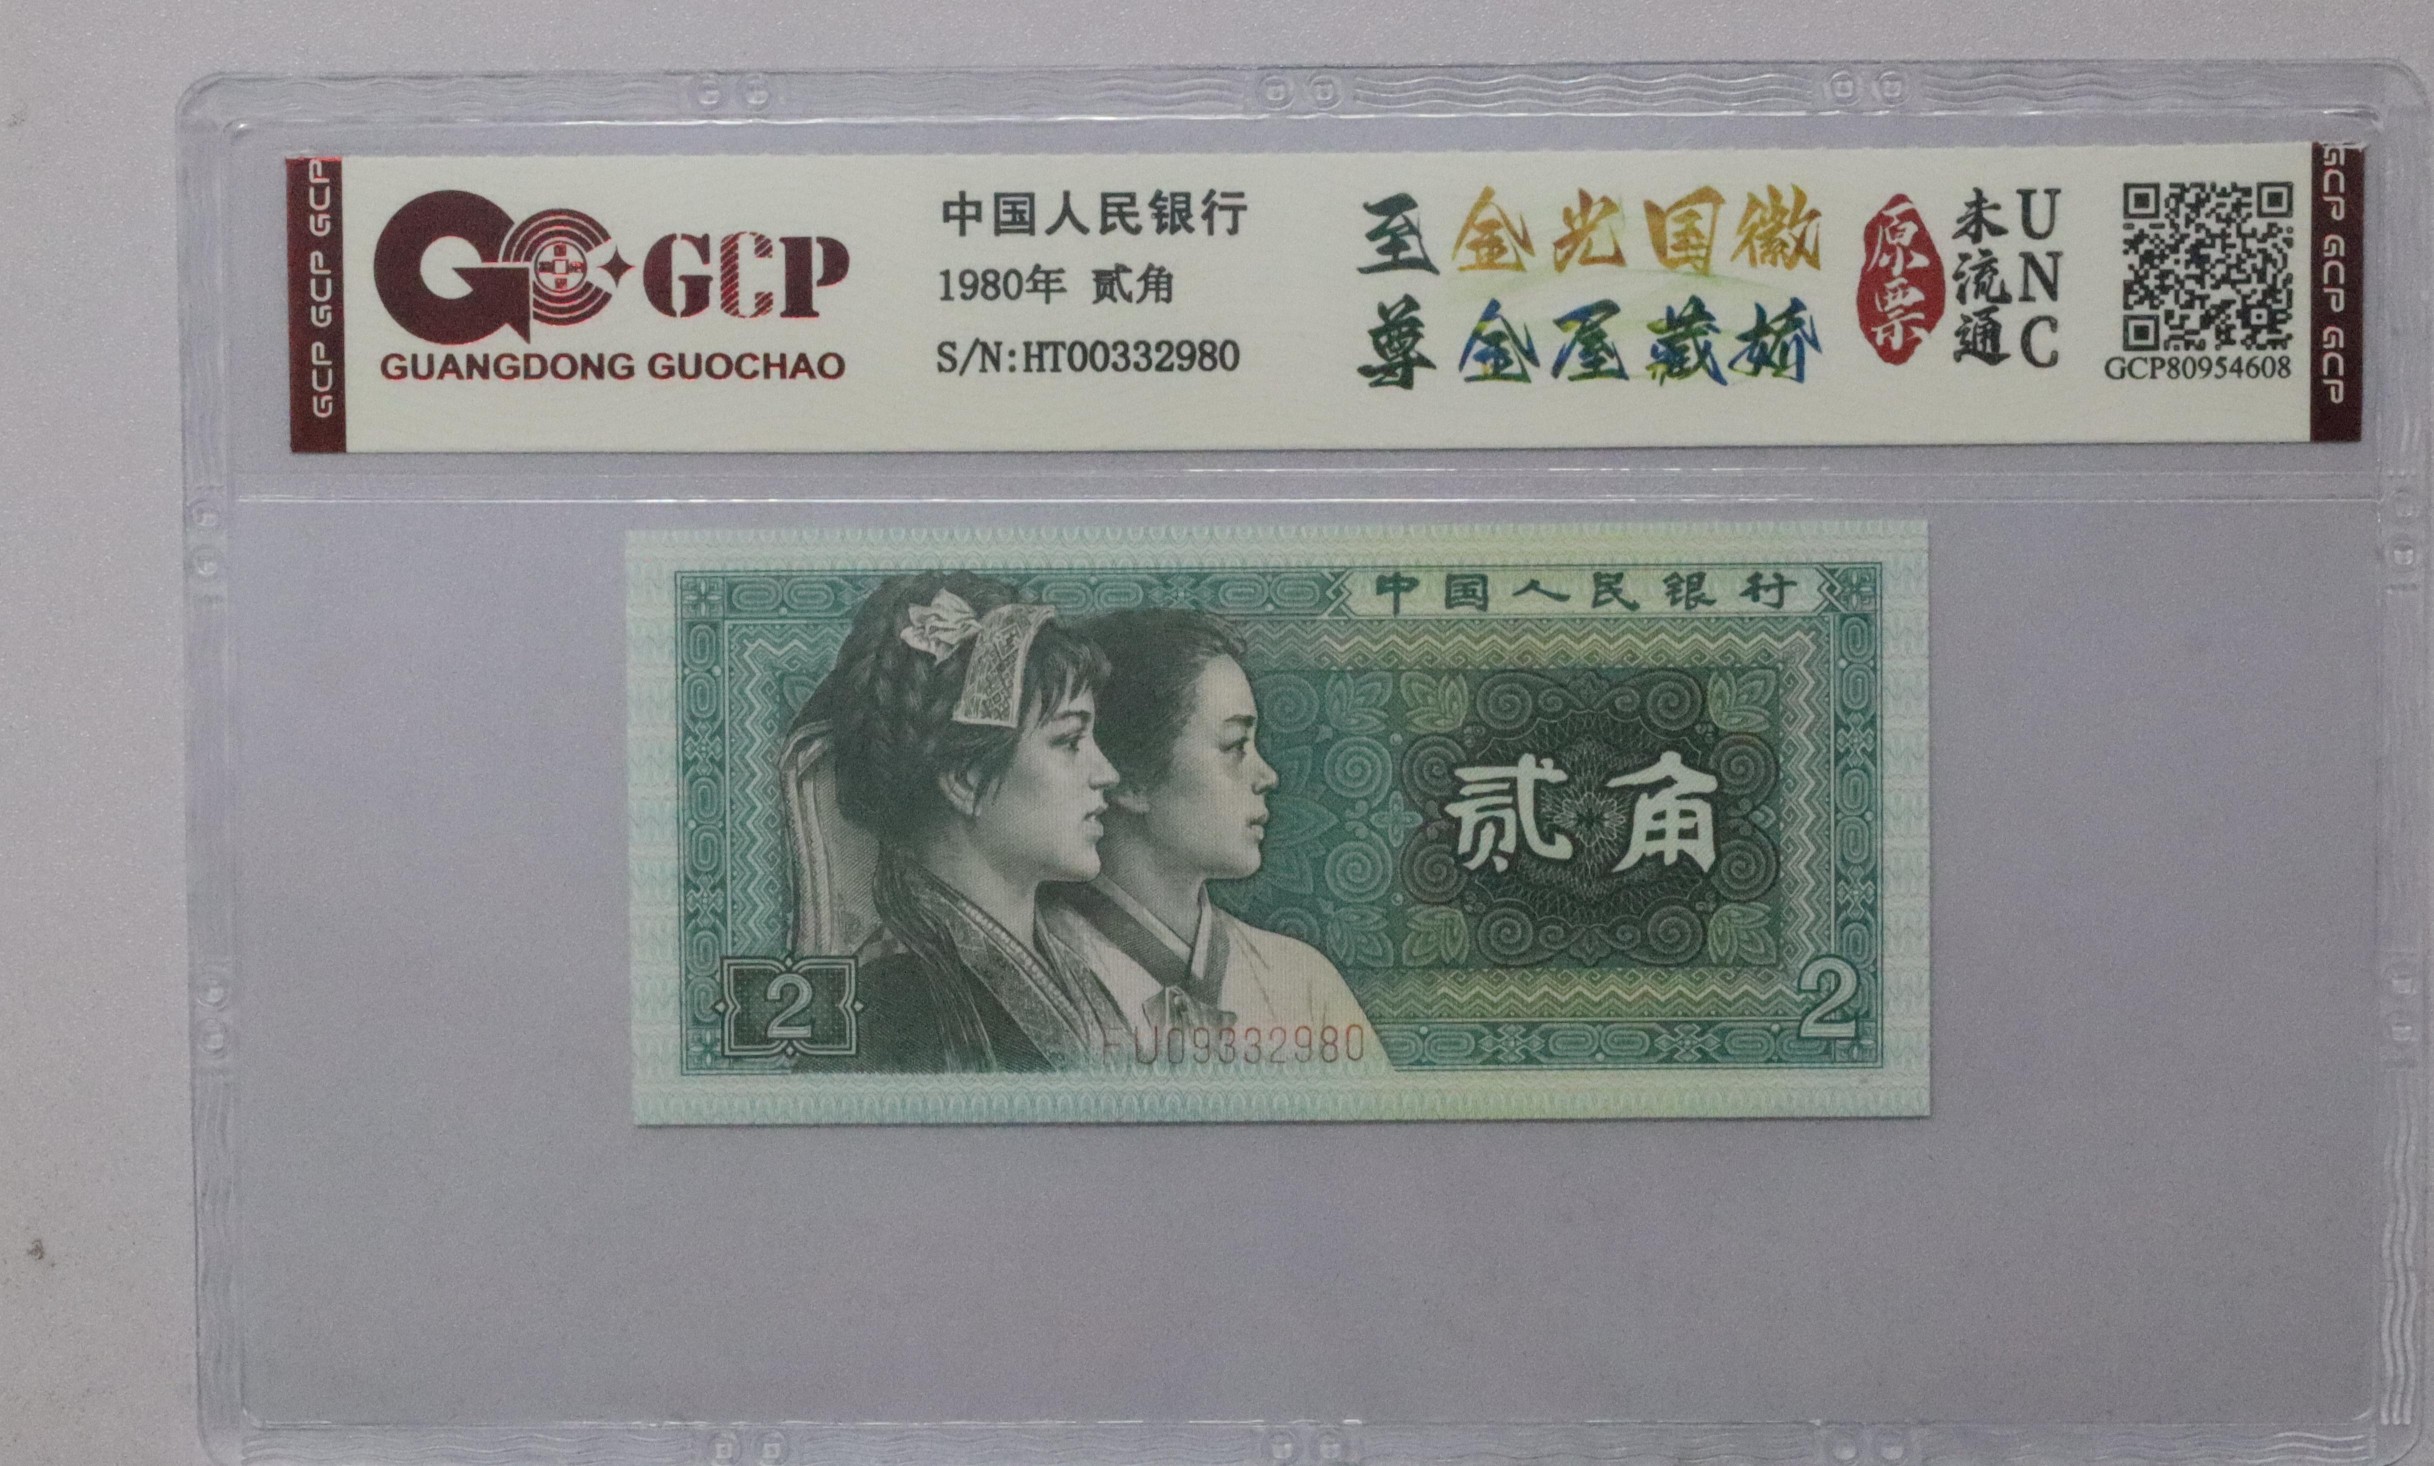 GCP GCP GCP
GCP
GUANGDONG GUOCHAO
中国人民银行
1980年 贰角
S/N:HT00332980
至尊
金光国徽
金屋藏娇
原票
未流通
UNC
GCP80954608
GCP GCP GCP
中国人民银行
贰角
2
2
FU09332980